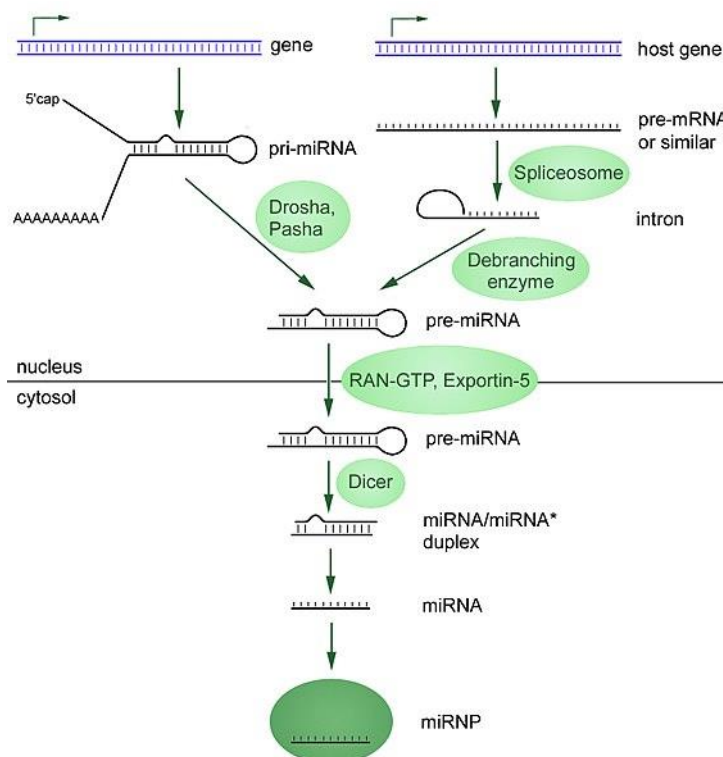 gene
host gene
5'cap
pri-miRNA
pre-mRNA
or similar
Spliceosome
AAAAAAAAA
Drosha,
Pasha
intron
Debranching
enzyme
pre-miRNA
nucleus
RAN-GTP, Exportin-5
cytosol
pre-miRNA
Dicer
miRNA/miRNA*
duplex
miRNA
miRNP